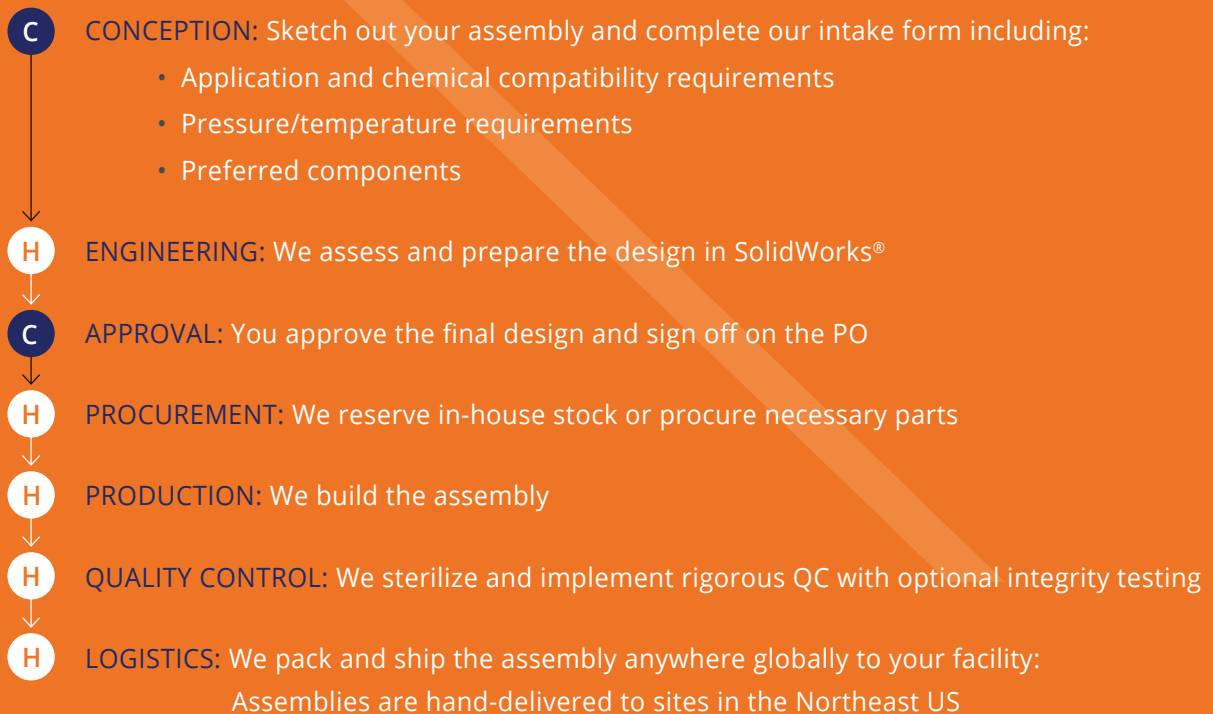 C CONCEPTION: Sketch out your assembly and complete our intake form including:
• Application and chemical compatibility requirements
• Pressure/temperature requirements
• Preferred components
H ENGINEERING: We assess and prepare the design in SolidWorks®
C APPROVAL: You approve the final design and sign off on the PO
H PROCUREMENT: We reserve in-house stock or procure necessary parts
H PRODUCTION: We build the assembly
H QUALITY CONTROL: We sterilize and implement rigorous QC with optional integrity testing
H LOGISTICS: We pack and ship the assembly anywhere globally to your facility:
Assemblies are hand-delivered to sites in the Northeast US